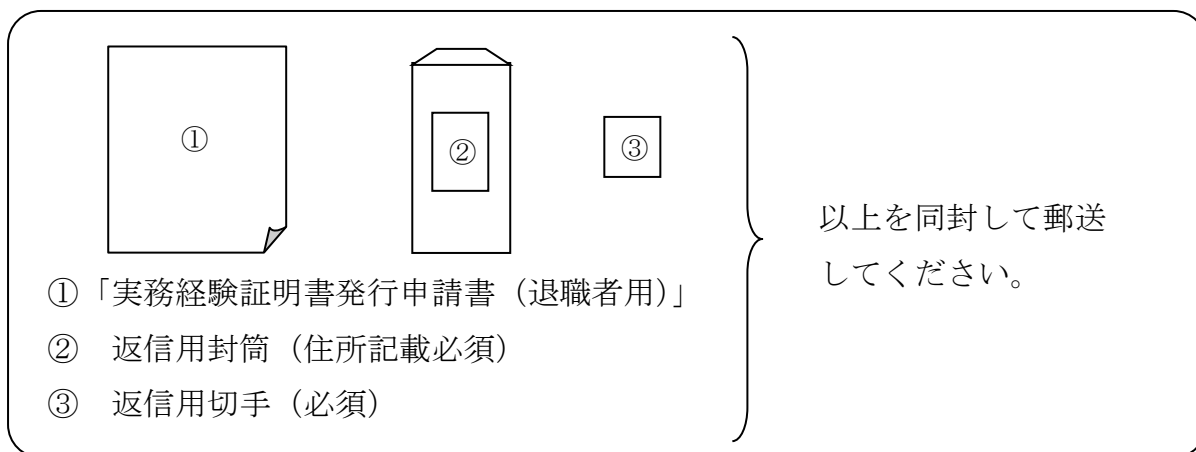 ①
②
③
以上を同封して郵送
してください。
①「実務経験証明書発行申請書（退職者用）」
②　返信用封筒（住所記載必須）
③　返信用切手（必須）